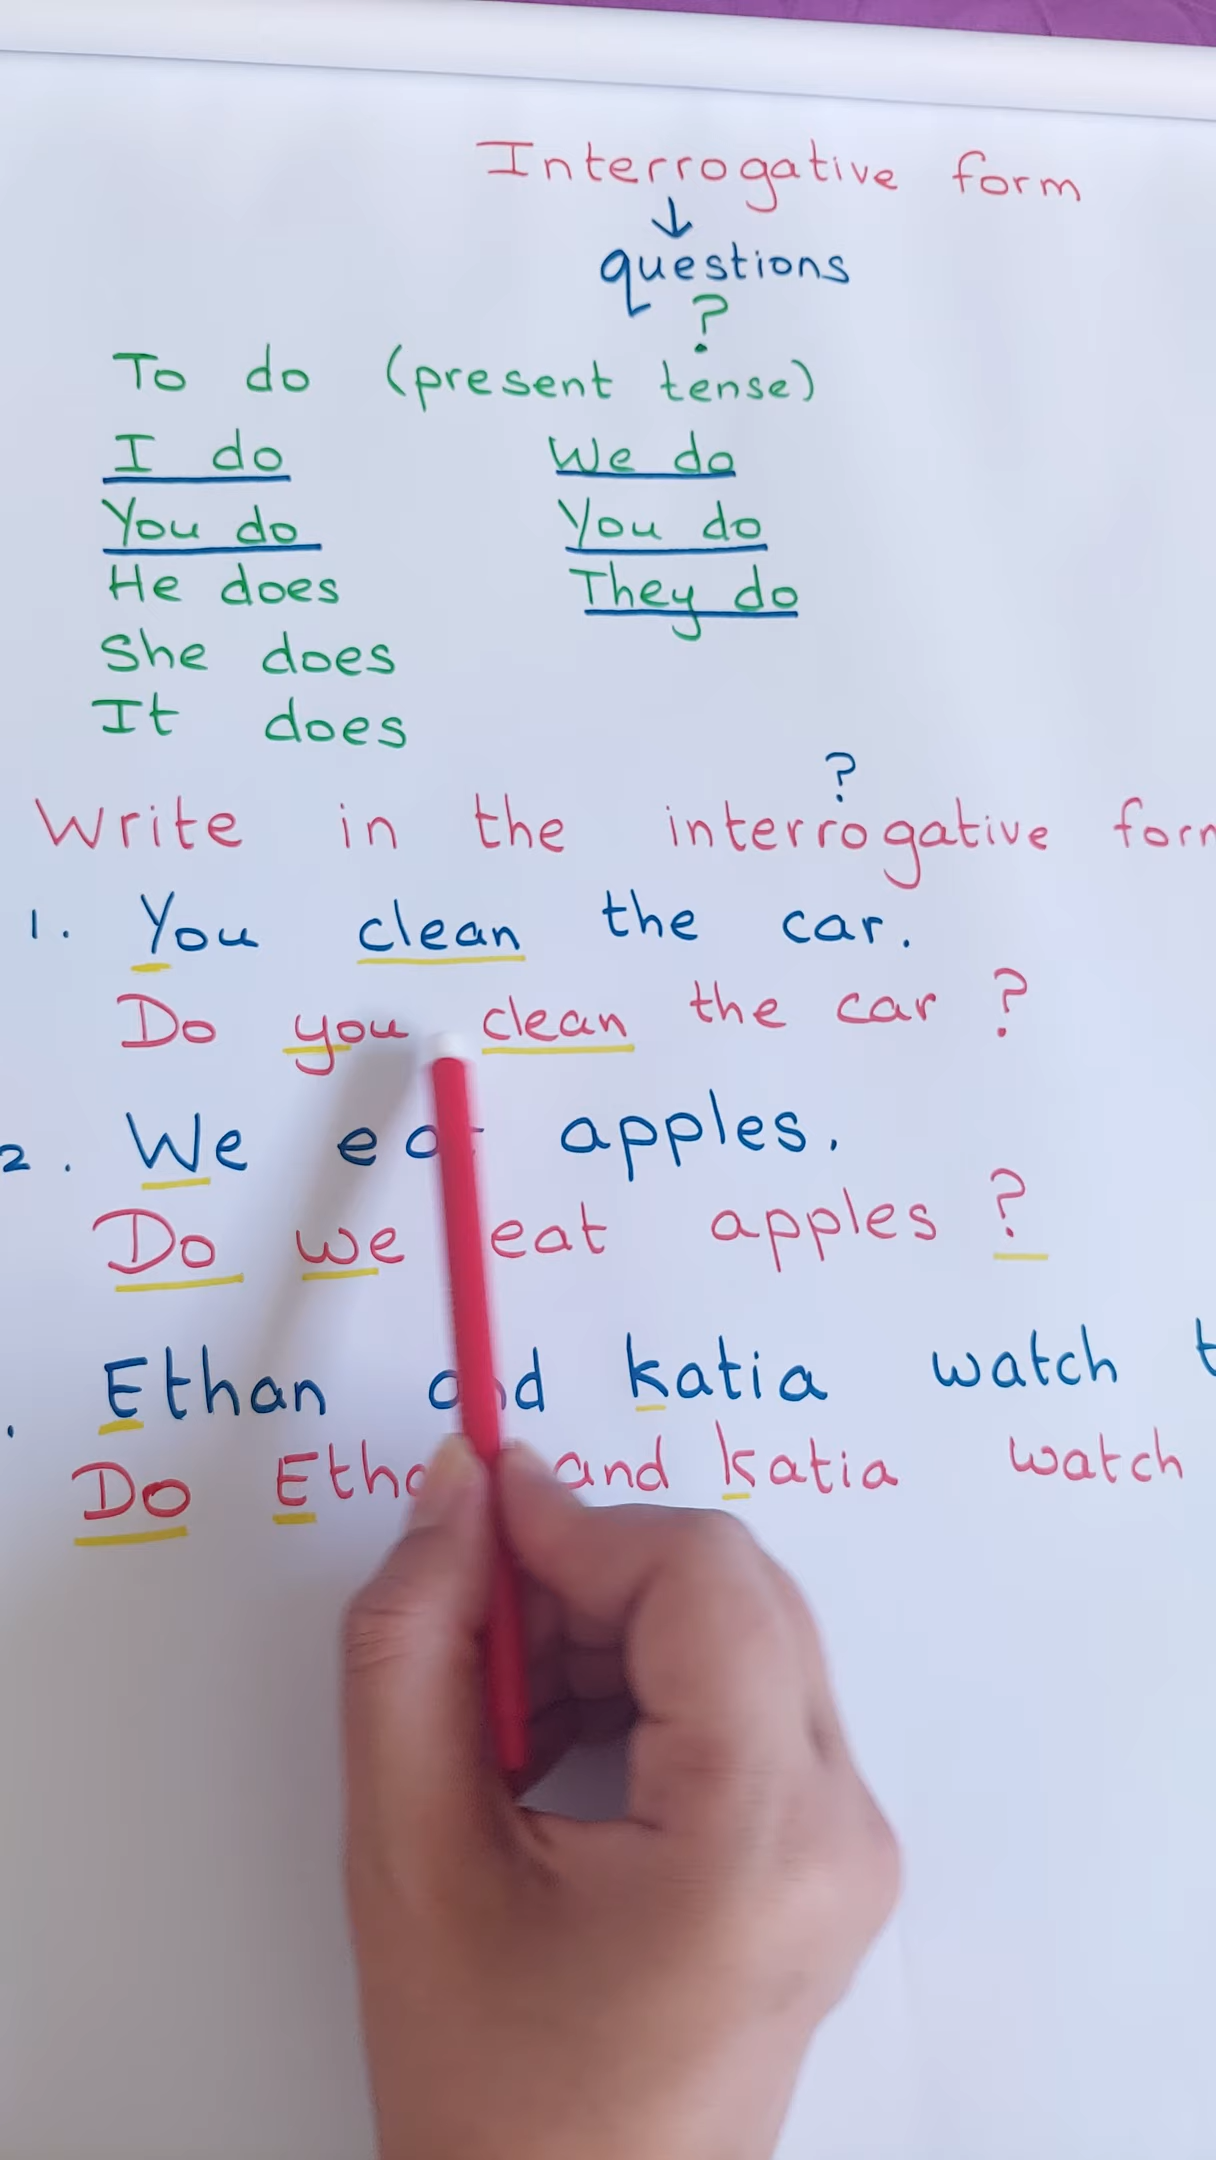 Interrogative form
↓
questions
?
To do (present tense)
I do We do
You do You do
He does They do
She does
It does
?
Write in the interrogative
1. You clean the car.
Do you clean the car ?
2. We eat apples.
Do we eat apples ?
Ethan and katia watch
Do and katia watch